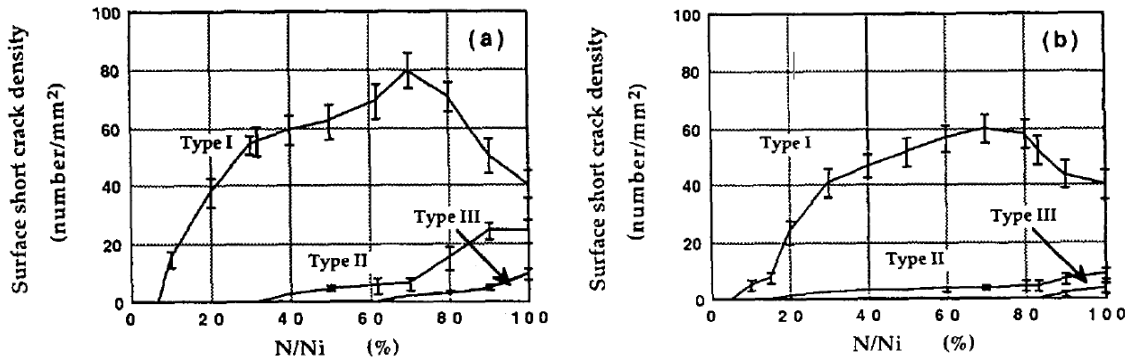 Surface short crack density
(number/mm²)
100
80
60
40
20
0
(a)
Type I
Type II
Type III
0 20 40 60 80 100
N/Ni (%)
Surface short crack density
(number/mm²)
100
80
60
40
20
0
(b)
Type I
Type II
Type III
0 20 40 60 80 100
N/Ni (%)